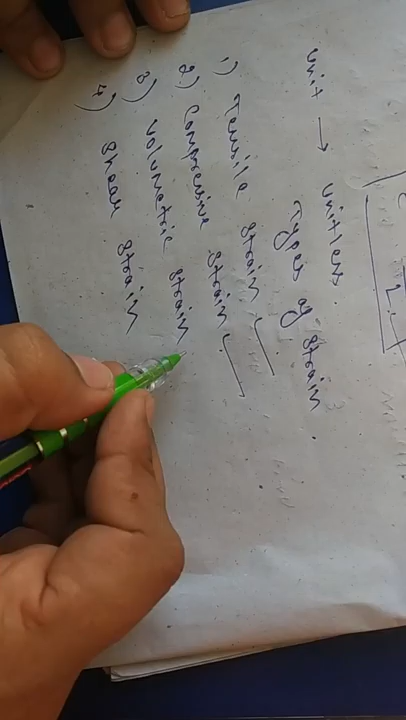 unit → unitless.
Types of strain.
1) Tensile strain
2) Compressive strain
3) Volumetric strain
4) Shear strain